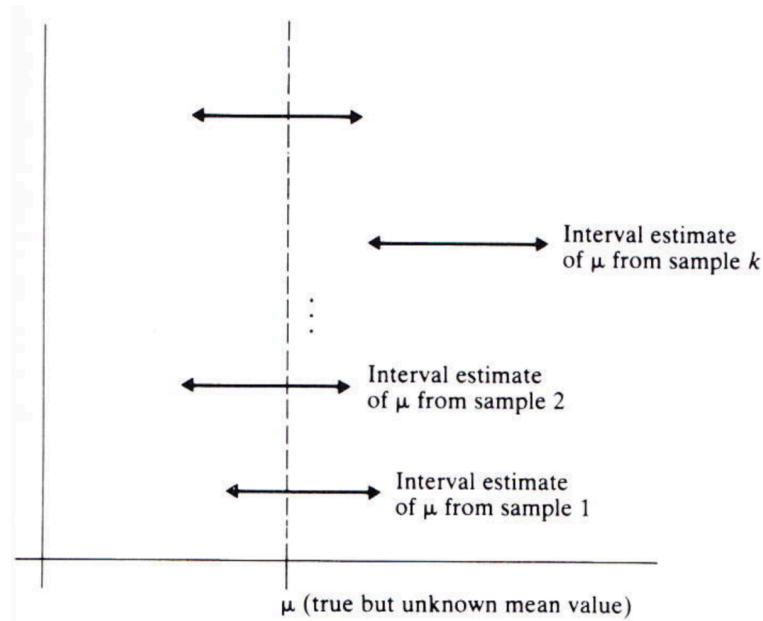 Interval estimate
of μ from sample k
Interval estimate
of μ from sample 2
Interval estimate
of μ from sample 1
μ (true but unknown mean value)